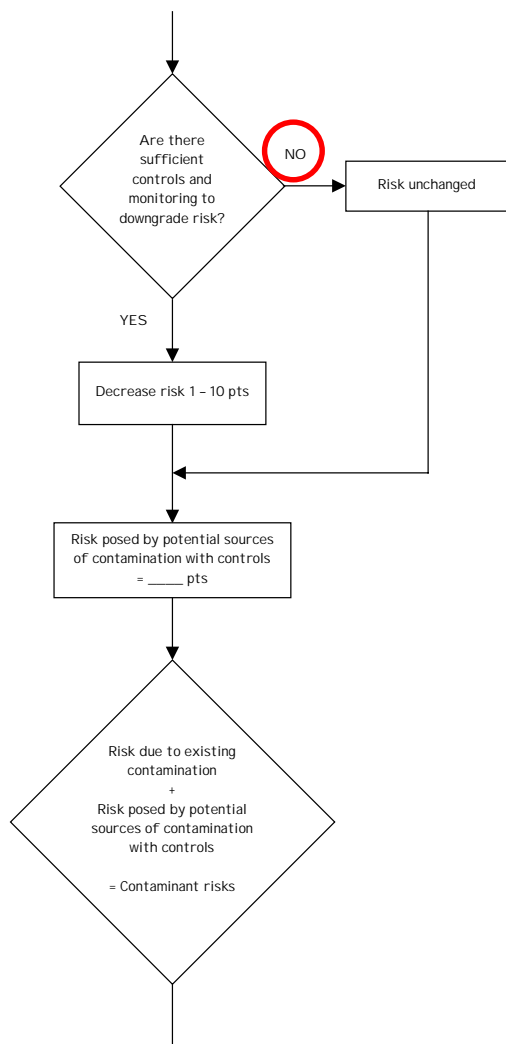 Are there
sufficient
controls and
monitoring to
downgrade risk?
NO
Risk unchanged
YES
Decrease risk 1 – 10 pts
Risk posed by potential sources
of contamination with controls
= _____ pts
Risk due to existing
contamination
+
Risk posed by potential
sources of contamination
with controls
= Contaminant risks